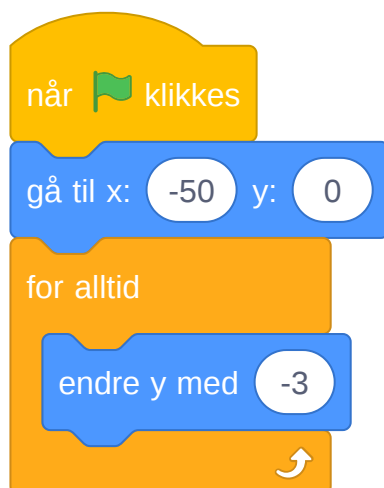 når klikkes
gå til x: -50 y: 0
for alltid
endre y med -3